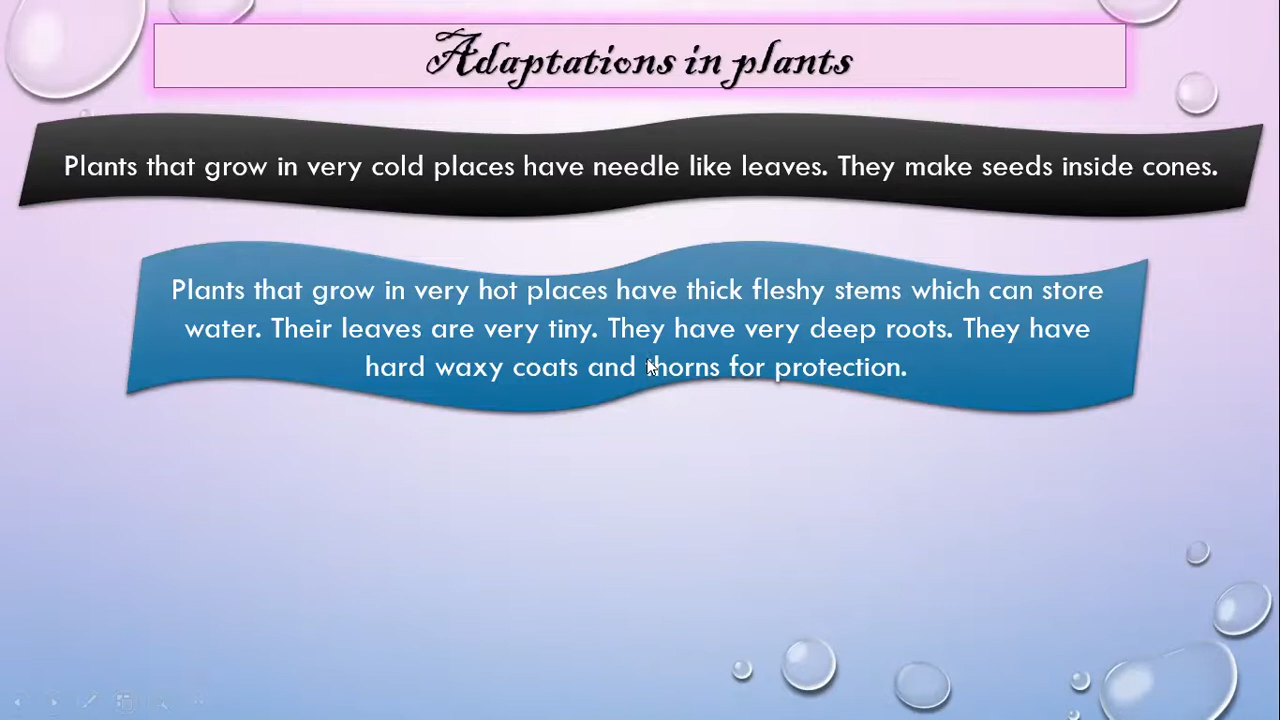 Adaptations in plants
Plants that grow in very cold places have needle like leaves. They make seeds inside cones.
Plants that grow in very hot places have thick fleshy stems which can store
water. Their leaves are very tiny. They have very deep roots. They have
hard waxy coats and thorns for protection.